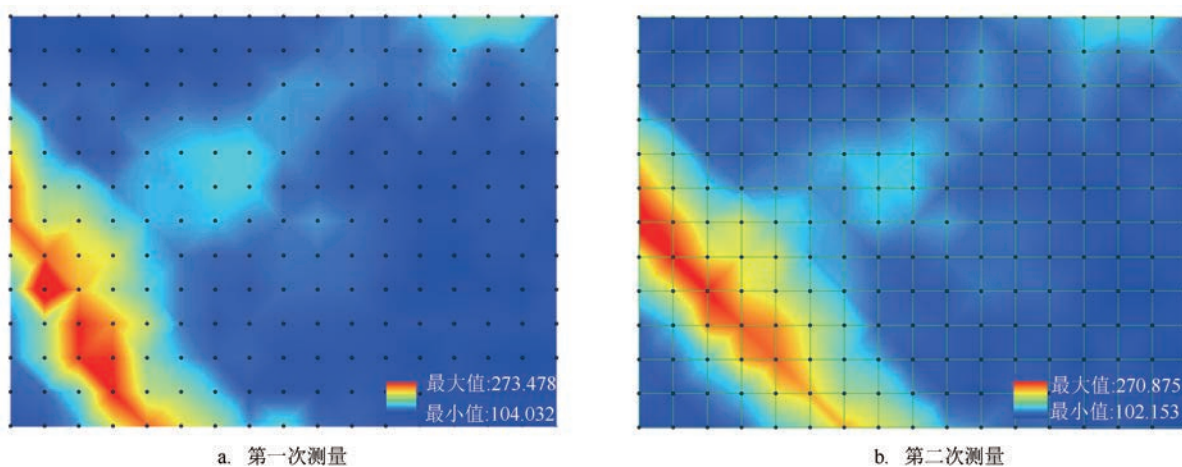 最大值:273.478
最小值:104.032
最大值:270.875
最小值:102.153
a. 第一次测量
b. 第二次测量